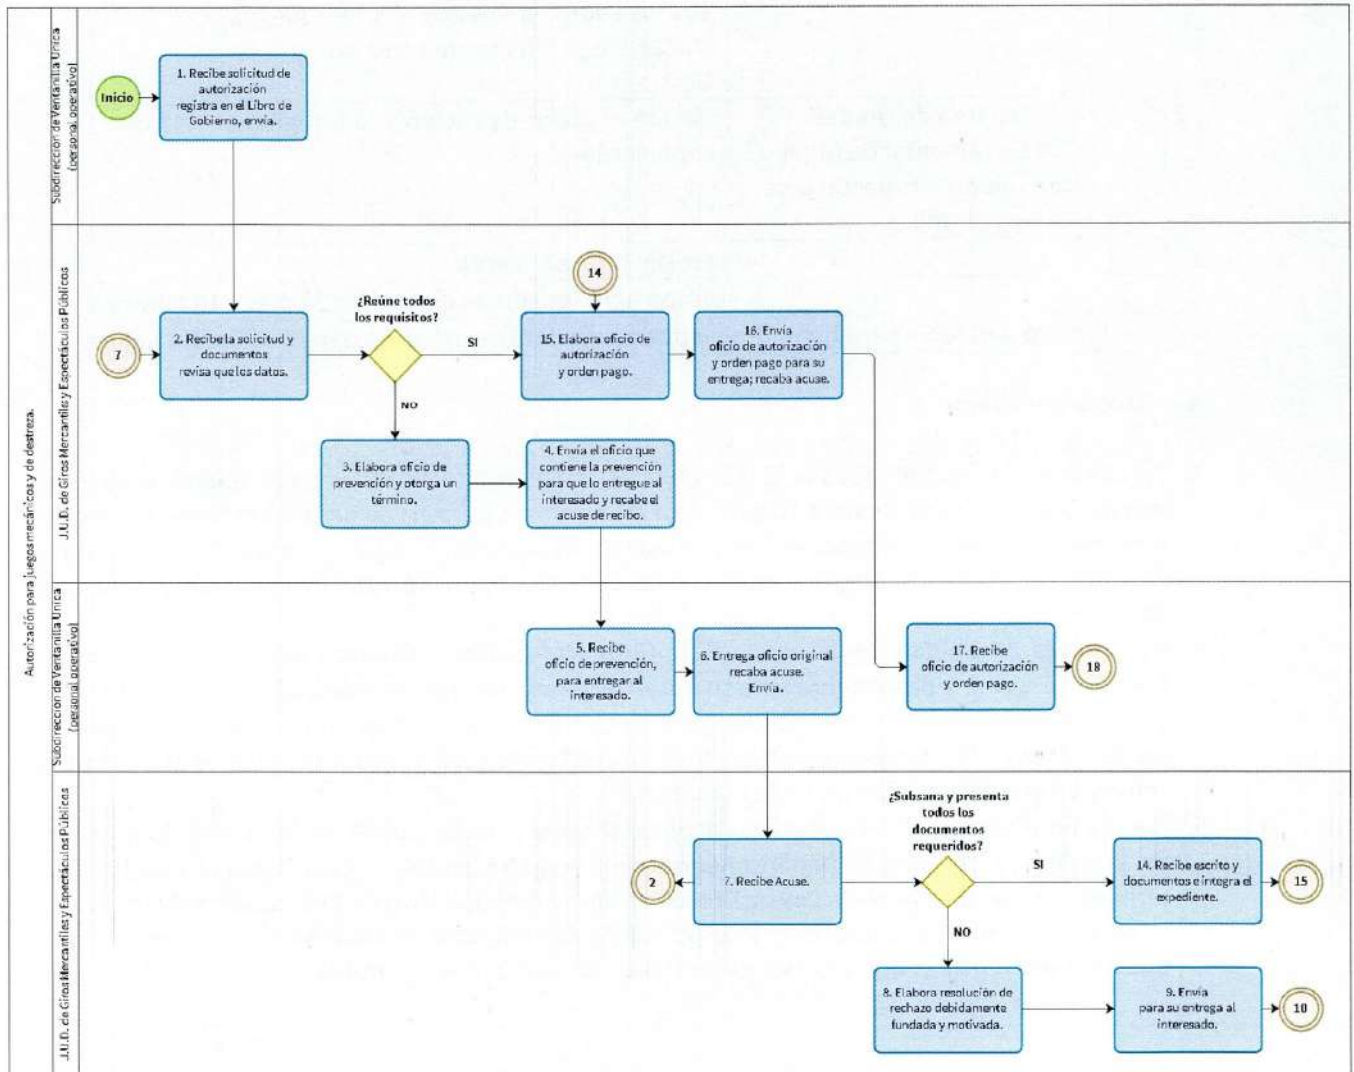 Autorización para juegos mecánicos y de destreza.
Subdirección de Ventanilla Única
(personal operativo)
Inicio
1. Recibe solicitud de
autorización
registra en el Libro de
Gobierno, envía.
J.U.D. de Giros Mercantiles y Espectáculos Públicos
7
2. Recibe la solicitud y
documentos
revisa que los datos.
¿Reúne todos
los requisitos?
SI
NO
14
15. Elabora oficio de
autorización
y orden pago.
16. Envía
oficio de autorización
y orden pago para su
entrega; recaba acuse.
3. Elabora oficio de
prevención y otorga un
término.
4. Envía el oficio que
contiene la prevención
para que lo entregue al
interesado y recabe el
acuse de recibo.
Subdirección de Ventanilla Única
(personal operativo)
5. Recibe
oficio de prevención,
para entregar al
interesado.
6. Entrega oficio original
recaba acuse.
Envía.
17. Recibe
oficio de autorización
y orden pago.
18
J.U.D. de Giros Mercantiles y Espectáculos Públicos
2
7. Recibe Acuse.
¿Subsana y presenta
todos los
documentos
requeridos?
SI
NO
14. Recibe escrito y
documentos e integra el
expediente.
15
8. Elabora resolución de
rechazo debidamente
fundada y motivada.
9. Envía
para su entrega al
interesado.
10